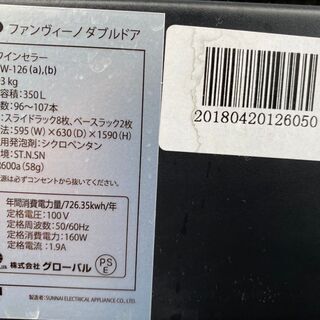 ファンヴィーノ ダブルドア
ワインセラー
W-126 (a),(b)
3 kg
容積：350L
数：96〜107本
：スライドラック8枚、ベースラック2枚
法：595 (W)×630 (D)×1590 (H)
用発泡剤：シクロペンタン
ST.N.SN
600a (58g)
源は必ずコンセントから抜いて下さい。
年間消費電力量/726.35kwh/年
定格電圧：100 V
定格周波数：50/60Hz
定格消費電力：160W
定格電流：1.9A
株式会社 グローバル
PS
E
製造者：SUNNAI ELECTRICAL APPLIANCE CO., LTD.
20180420126050